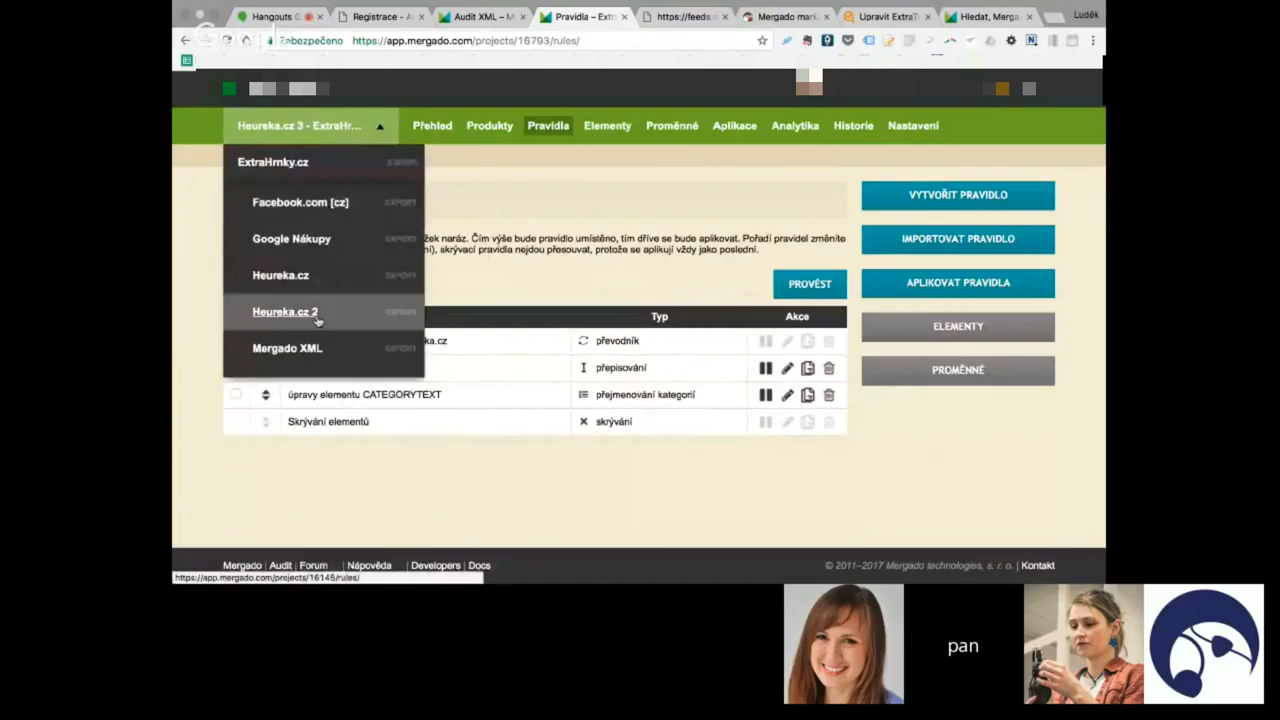 Hangouts
Registrace - A
Audit XML – M
Pravidla – Extr
https://feeds.n
Mergado mark
Upravit ExtraT
Hledat, Merga
Luděk
Zabezpečeno https://app.mergado.com/projects/16793/rules/
Heureka.cz 3 - ExtraHr... Přehled Produkty Pravidla Elementy Proměnné Aplikace Analytika Historie Nastavení
ExtraHrnky.cz
Facebook.com [cz] EXPORT
Google Nákupy EXPORT
Heureka.cz EXPORT
Heureka.cz 2 EXPORT
Mergado XML EXPORT
žek naráz. Čím výše bude pravidlo umístěno, tím dříve se bude aplikovat. Pořadí pravidel změníte
ní), skrývací pravidla nejdou přesouvat, protože se aplikují vždy jako poslední.
PROVÉST
Typ Akce
ka.cz převodník
přepisování
úpravy elementu CATEGORYTEXT přejmenování kategorií
Skrývání elementů skrývání
VYTVOŘIT PRAVIDLO
IMPORTOVAT PRAVIDLO
APLIKOVAT PRAVIDLA
ELEMENTY
PROMĚNNÉ
Mergado | Audit | Forum | Nápověda | Developers | Docs © 2011–2017 Mergado technologies, s. r. o. | Kontakt
https://app.mergado.com/projects/16145/rules/
pan